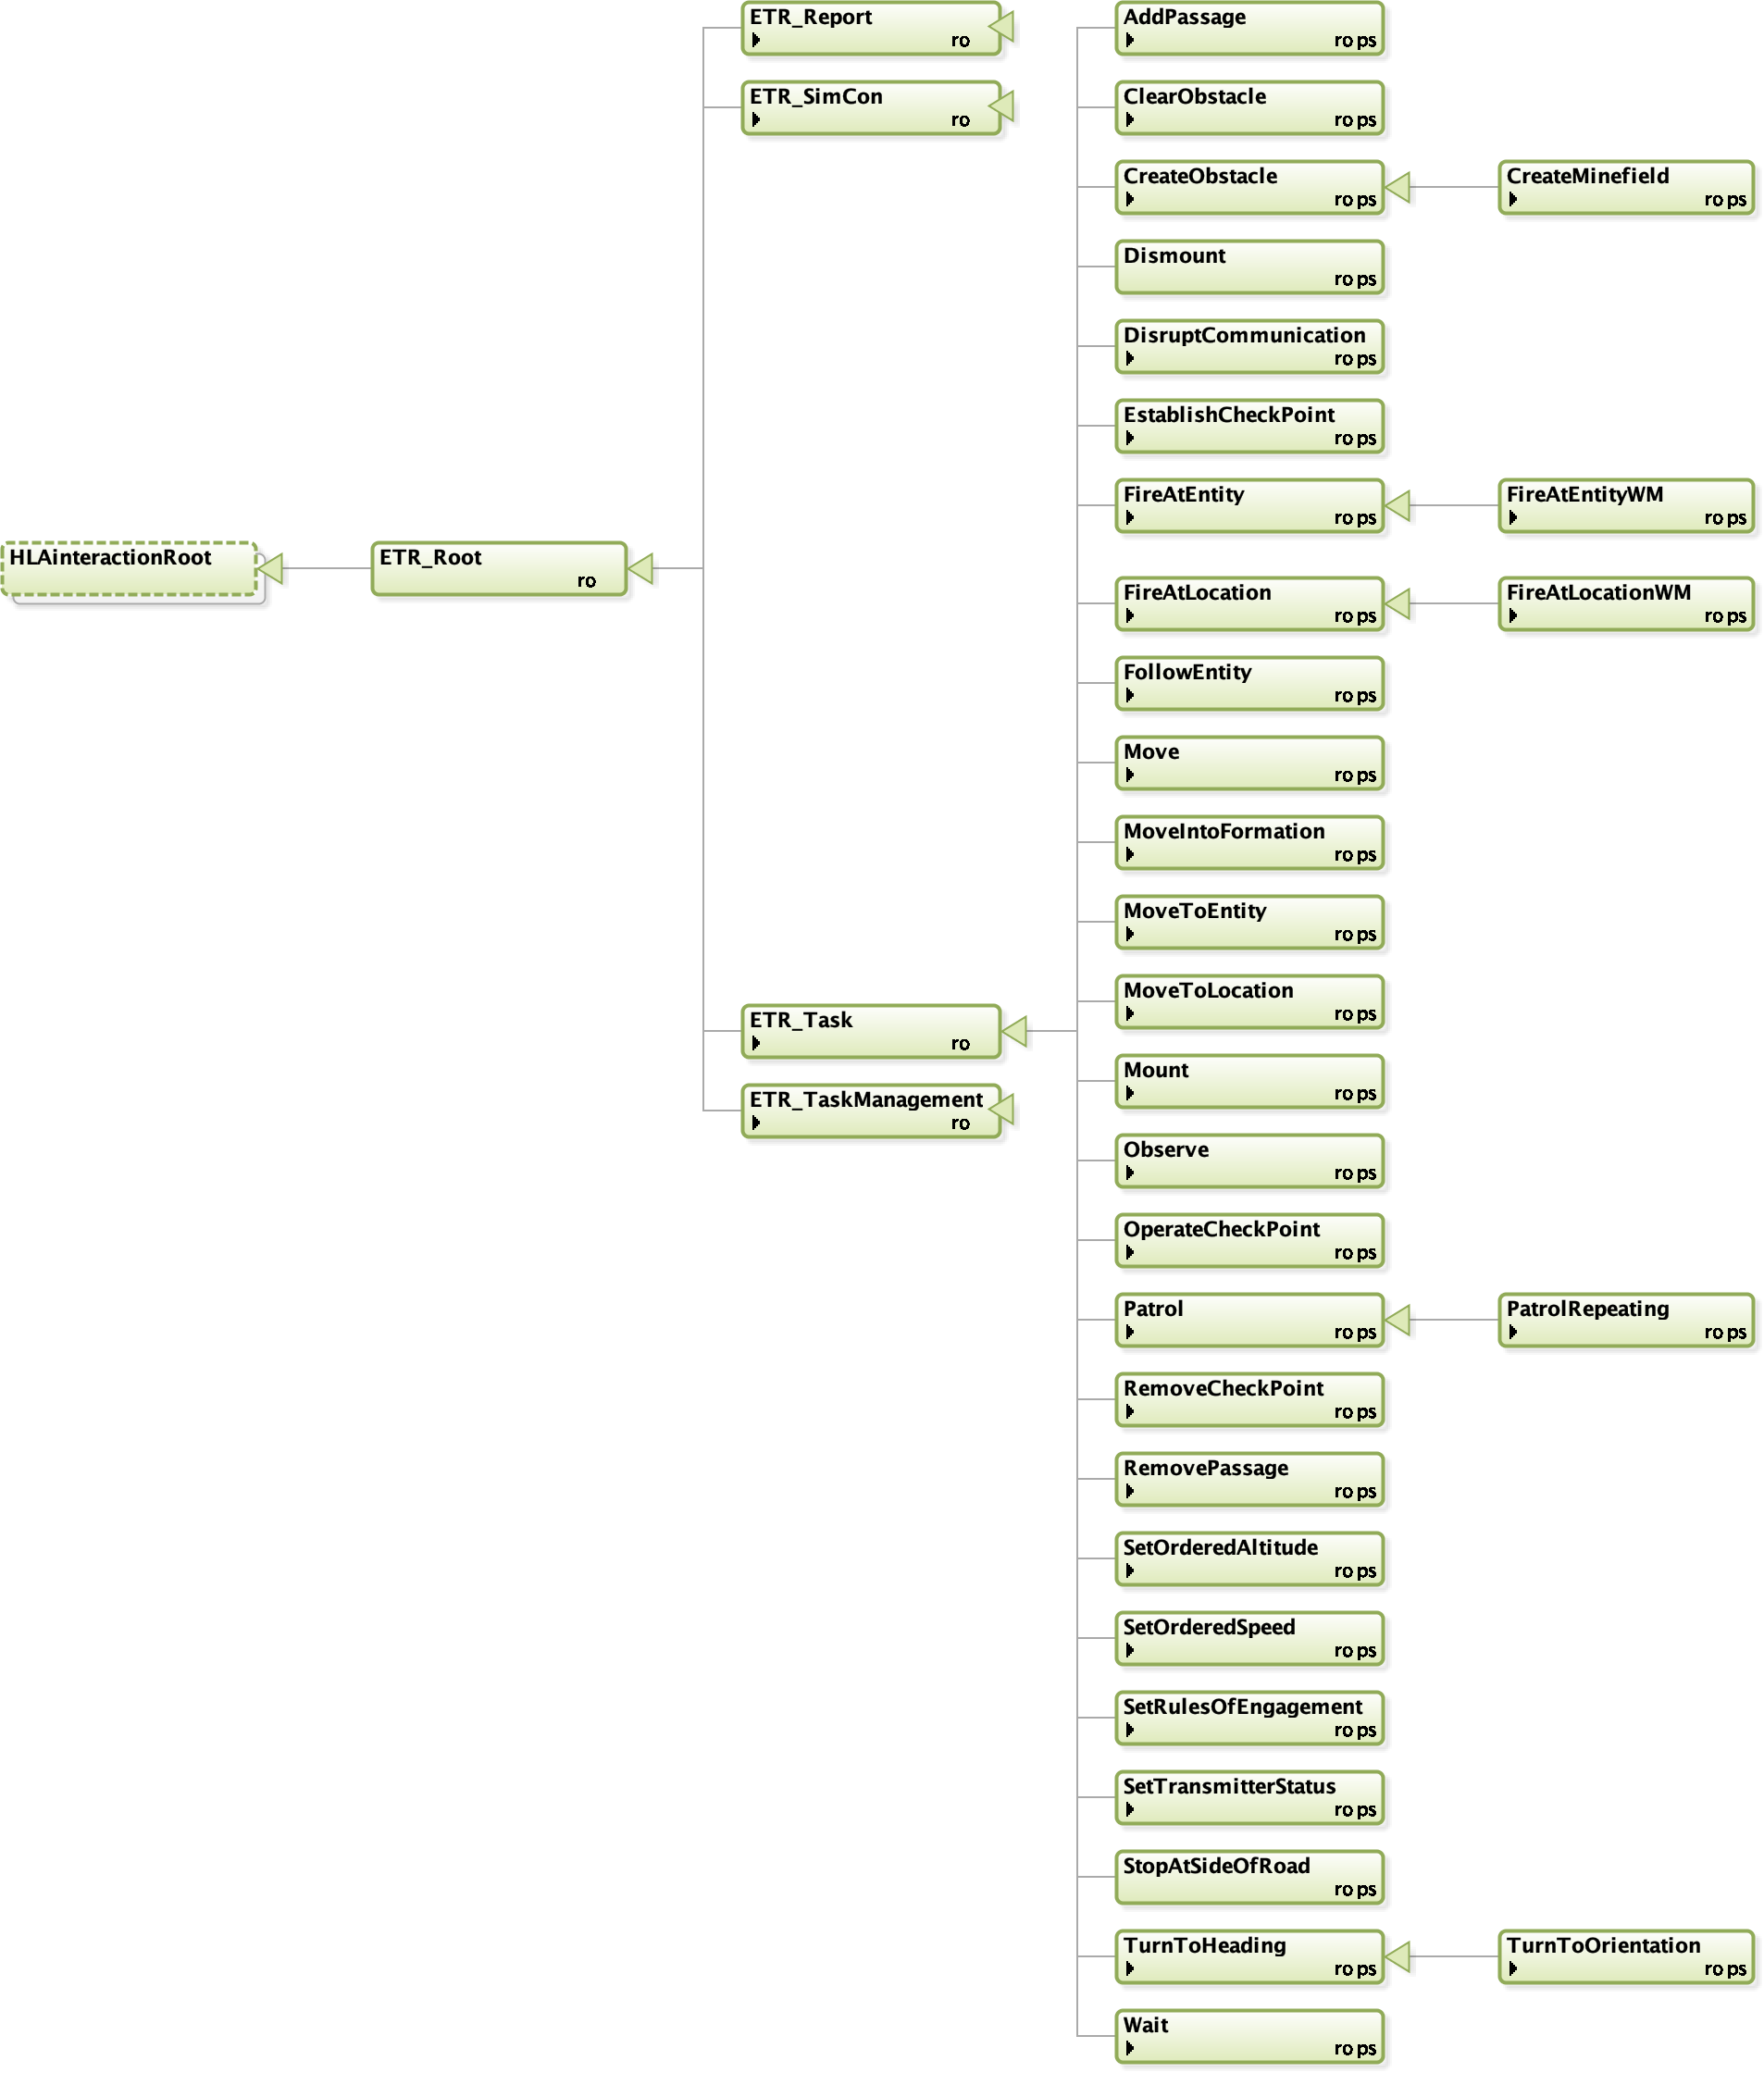 HLAinteractionRoot
ETR_Root
ro
ETR_Report
ro
ETR_SimCon
ro
ETR_Task
ro
ETR_TaskManagement
ro
AddPassage
ro ps
ClearObstacle
ro ps
CreateObstacle
ro ps
CreateMinefield
ro ps
Dismount
ro ps
DisruptCommunication
ro ps
EstablishCheckPoint
ro ps
FireAtEntity
ro ps
FireAtEntityWM
ro ps
FireAtLocation
ro ps
FireAtLocationWM
ro ps
FollowEntity
ro ps
Move
ro ps
MoveIntoFormation
ro ps
MoveToEntity
ro ps
MoveToLocation
ro ps
Mount
ro ps
Observe
ro ps
OperateCheckPoint
ro ps
Patrol
ro ps
PatrolRepeating
ro ps
RemoveCheckPoint
ro ps
RemovePassage
ro ps
SetOrderedAltitude
ro ps
SetOrderedSpeed
ro ps
SetRulesOfEngagement
ro ps
SetTransmitterStatus
ro ps
StopAtSideOfRoad
ro ps
TurnToHeading
ro ps
TurnToOrientation
ro ps
Wait
ro ps